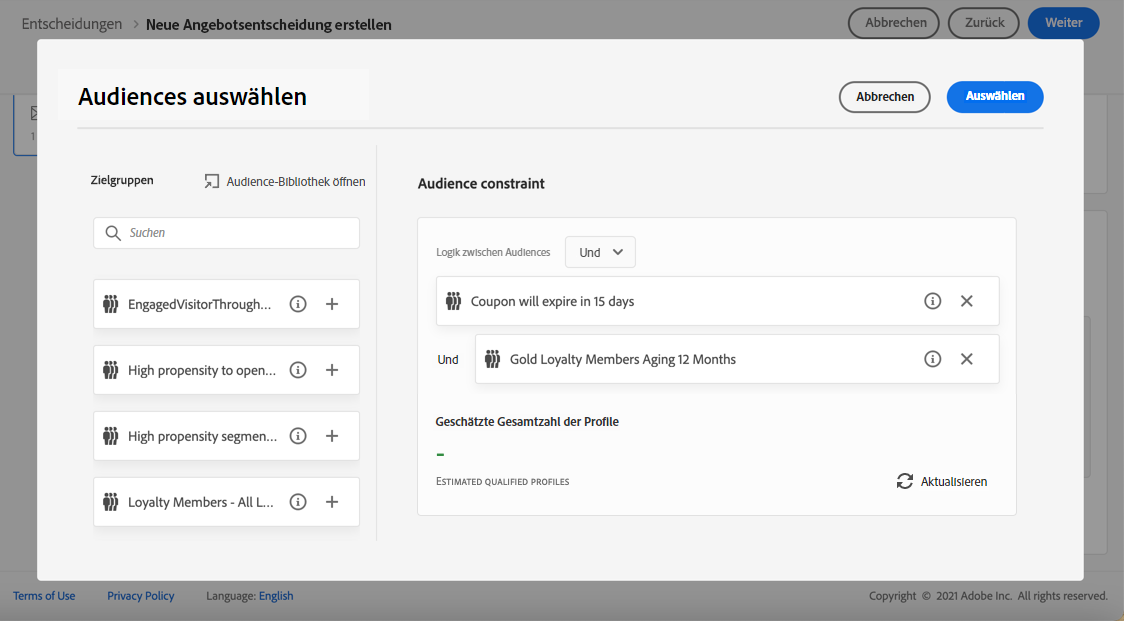 Entscheidungen > Neue Angebotsentscheidung erstellen
Abbrechen
Zurück
Weiter
Audiences auswählen
Abbrechen
Auswählen
1
Zielgruppen
Audience-Bibliothek öffnen
Suchen
EngagedVisitorThrough...
High propensity to open...
High propensity segmen...
Loyalty Members - All L...
Audience constraint
Logik zwischen Audiences
Und
Coupon will expire in 15 days
Und
Gold Loyalty Members Aging 12 Months
Geschätzte Gesamtzahl der Profile
–
ESTIMATED QUALIFIED PROFILES
Aktualisieren
Terms of Use
Privacy Policy
Language: English
Copyright © 2021 Adobe Inc. All rights reserved.